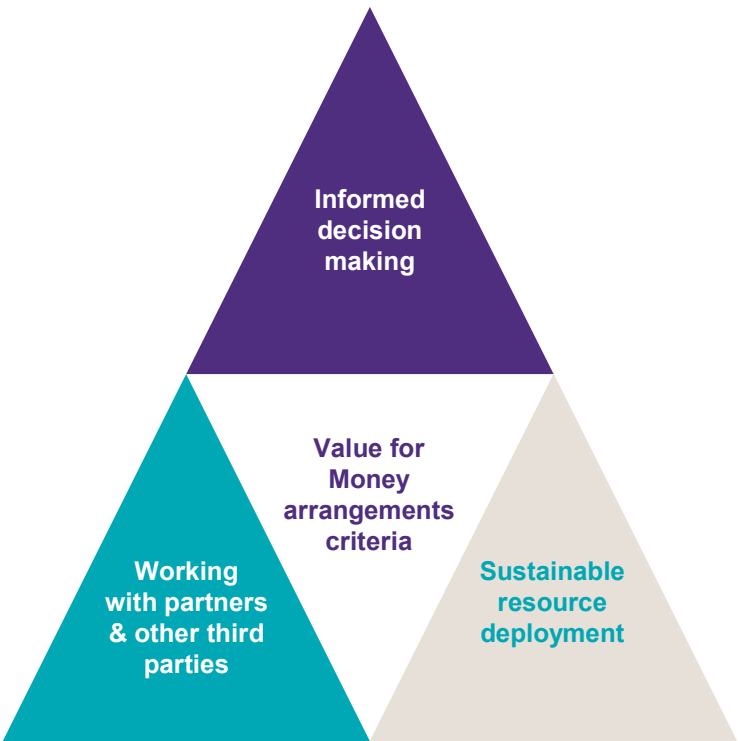 Informed
decision
making
Value for
Money
arrangements
criteria
Working
with partners
& other third
parties
Sustainable
resource
deployment